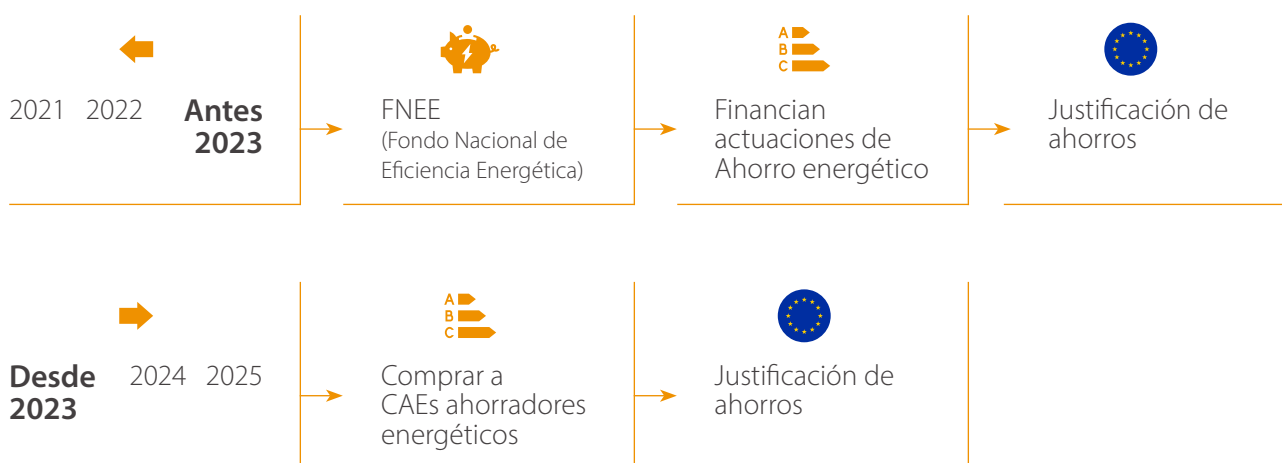 2021 2022 Antes
2023
FNEE
(Fondo Nacional de
Eficiencia Energética)
A
B
C
Financian
actuaciones de
Ahorro energético
Justificación de
ahorros
Desde 2024 2025
2023
A
B
C
Comprar a
CAEs ahorradores
energéticos
Justificación de
ahorros